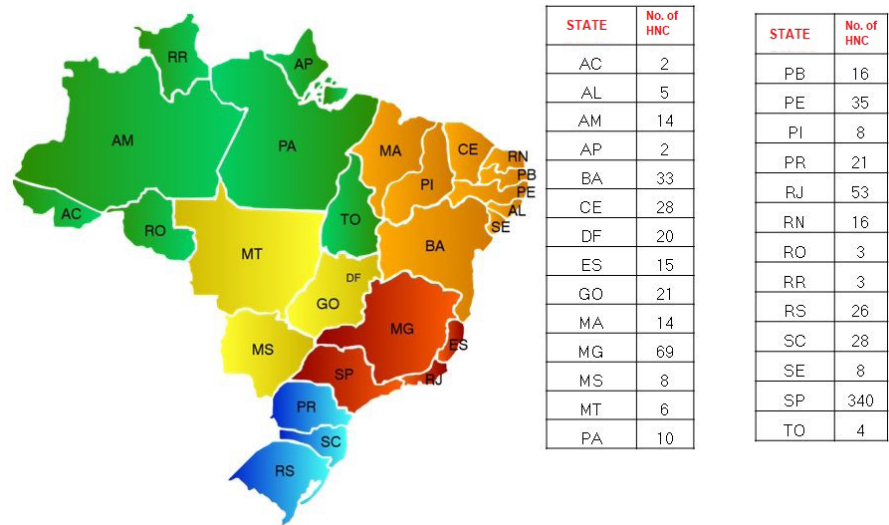 RR
AP
AM
PA
MA
CE
RN
PB
PI
PE
AC
AL
TO
SE
RO
BA
MT
DF
GO
MG
MS
ES
SP
RJ
PR
SC
RS
STATE No. of HNC
AC 2
AL 5
AM 14
AP 2
BA 33
CE 28
DF 20
ES 15
GO 21
MA 14
MG 69
MS 8
MT 6
PA 10
STATE No. of HNC
PB 16
PE 35
PI 8
PR 21
RJ 53
RN 16
RO 3
RR 3
RS 26
SC 28
SE 8
SP 340
TO 4